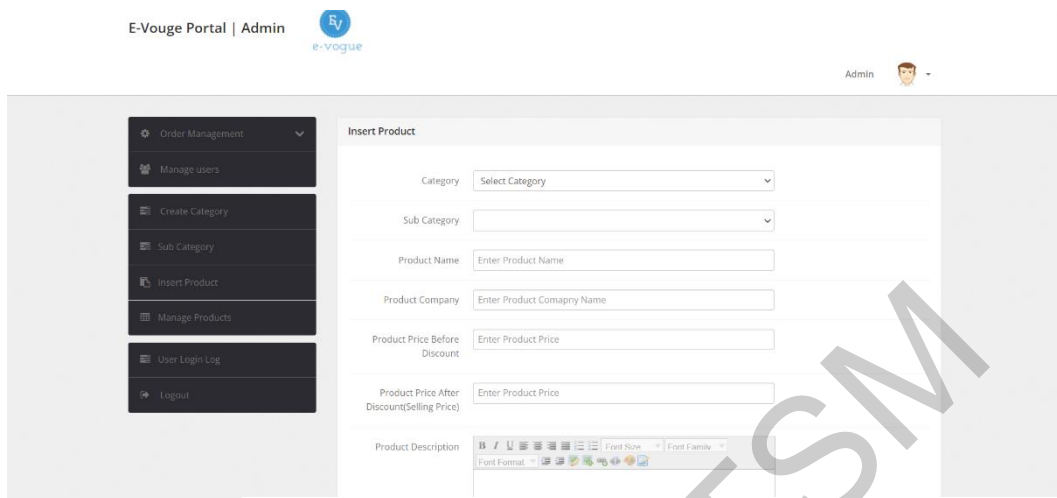 E-Vouge Portal | Admin
EV
e-vogue
Admin
Order Management
Manage users
Create Category
Sub Category
Insert Product
Manage Products
User Login Log
Logout
Insert Product
Category
Select Category
Sub Category
Product Name
Enter Product Name
Product Company
Enter Product Comapny Name
Product Price Before
Discount
Enter Product Price
Product Price After
Discount(Selling Price)
Enter Product Price
Product Description
B I U Font Size Font Family
Font Format
TSM